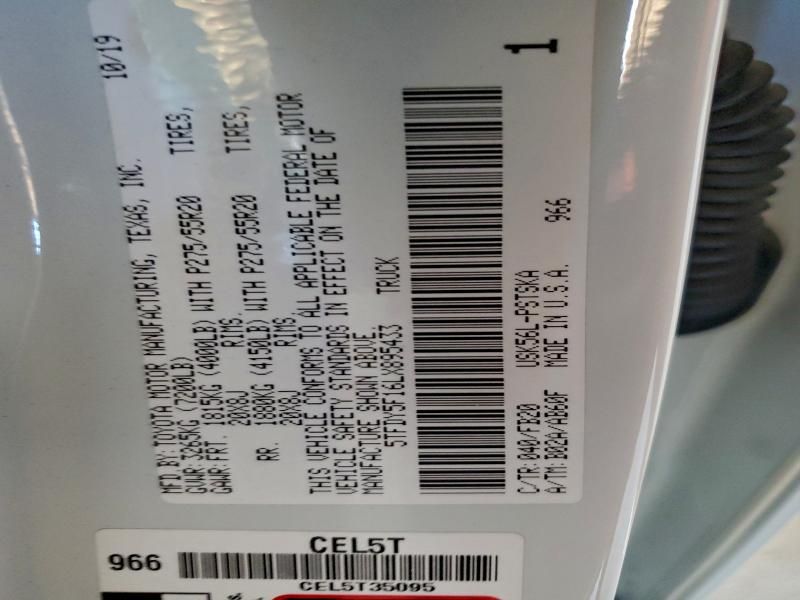 MFD BY: TOYOTA MOTOR MANUFACTURING, TEXAS, INC. 10/19
GVWR: 3265KG (7200LB)
GAWR: FRT. 1815KG (4000LB) WITH P275/55R20 TIRES,
20X8J RIMS.
RR. 1880KG (4150LB) WITH P275/55R20 TIRES,
20X8J RIMS.
THIS VEHICLE CONFORMS TO ALL APPLICABLE FEDERAL MOTOR
VEHICLE SAFETY STANDARDS IN EFFECT ON THE DATE OF
MANUFACTURE SHOWN ABOVE.
5TFDY5F16LX895433 TRUCK
C/TR: 040/FB20 USK56L-PSTSKA 1
A/TM: B02A/AB60F MADE IN U.S.A. 966 966
CEL5T
966
CEL5T35095